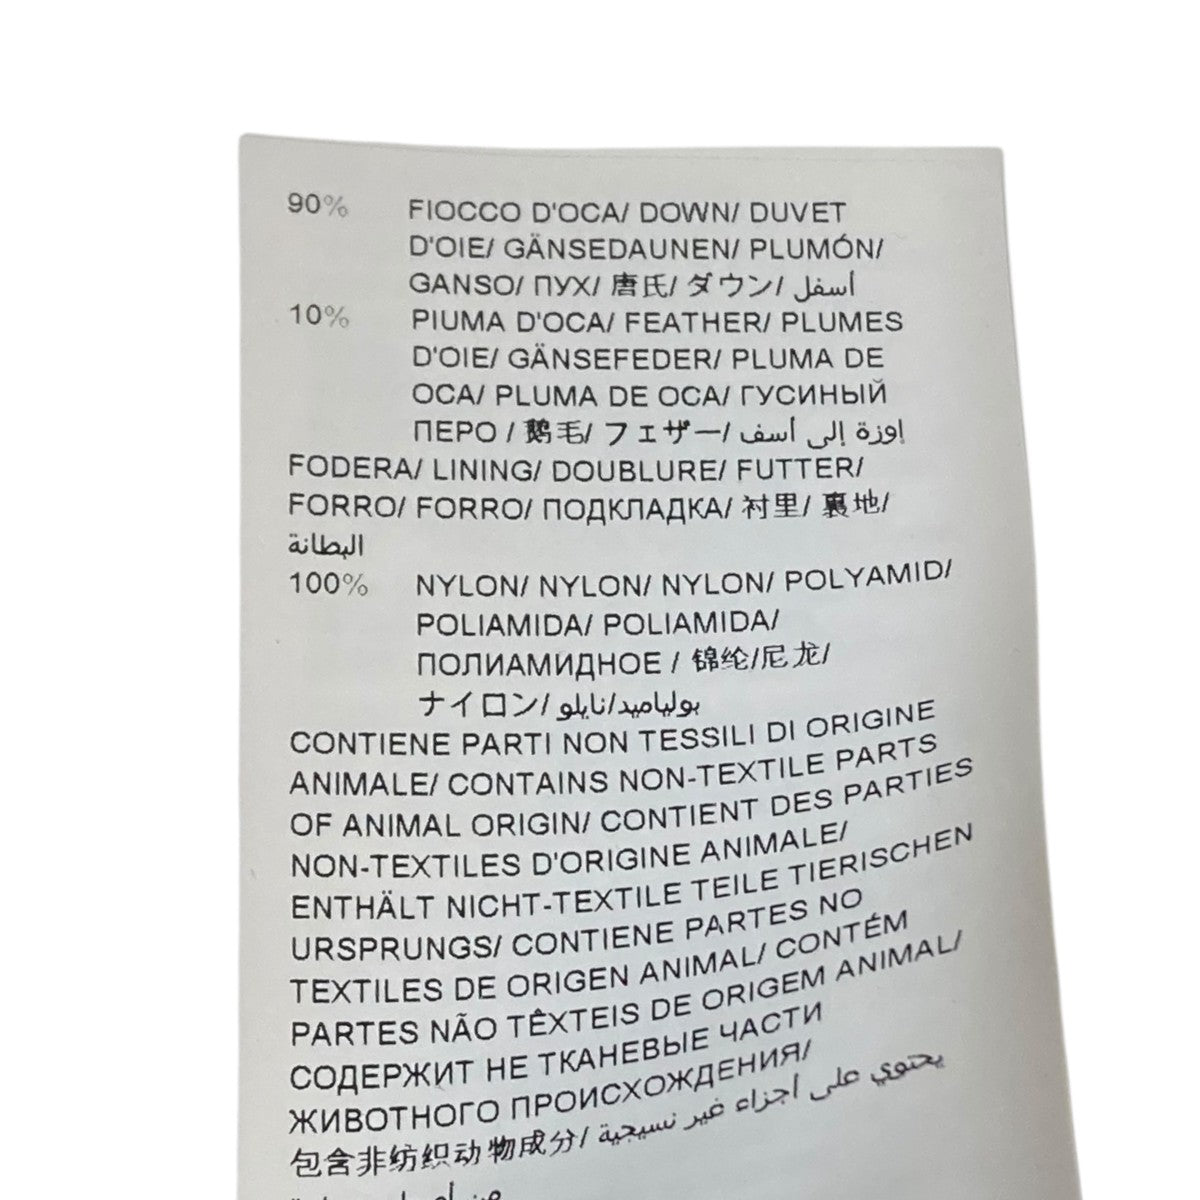 90% FIOCCO D'OCA/ DOWN/ DUVET
D'OIE/ GÄNSEDAUNEN/ PLUMÓN/
GANSO/ ПУХ/ 唐氏/ ダウン/ أسفل
10% PIUMA D'OCA/ FEATHER/ PLUMES
D'OIE/ GÄNSEFEDER/ PLUMA DE
OCA/ PLUMA DE OCA/ ГУСИНЫЙ
ПЕРО / 鹅毛/ フェザー/ إوزة إلى أسف
FODERA/ LINING/ DOUBLURE/ FUTTER/
FORRO/ FORRO/ ПОДКЛАДКА/ 衬里/ 裏地/
البطانة
100% NYLON/ NYLON/ NYLON/ POLYAMID/
POLIAMIDA/ POLIAMIDA/
ПОЛИАМИДНОЕ / 锦纶/尼龙/
ナイロン/ بولياميد/نايلو
CONTIENE PARTI NON TESSILI DI ORIGINE
ANIMALE/ CONTAINS NON-TEXTILE PARTS
OF ANIMAL ORIGIN/ CONTIENT DES PARTIES
NON-TEXTILES D'ORIGINE ANIMALE/
ENTHÄLT NICHT-TEXTILE TEILE TIERISCHEN
URSPRUNGS/ CONTIENE PARTES NO
TEXTILES DE ORIGEN ANIMAL/ CONTÉM
PARTES NÃO TÊXTEIS DE ORIGEM ANIMAL/
СОДЕРЖИТ НЕ ТКАНЕВЫЕ ЧАСТИ
ЖИВОТНОГО ПРОИСХОЖДЕНИЯ/
包含非纺织动物成分/ يحتوي على أجزاء غير نسيجية